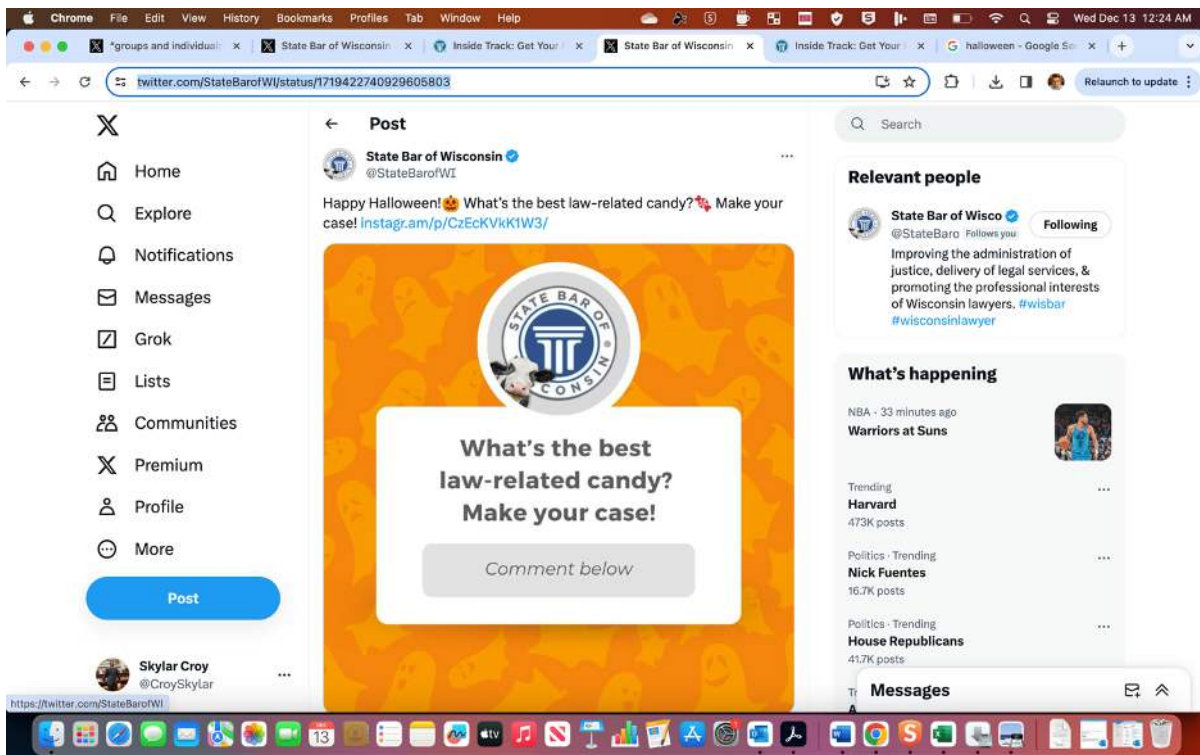 Chrome File Edit View History Bookmarks Profiles Tab Window Help
Wed Dec 13 12:24 AM
*groups and individual
State Bar of Wisconsin
Inside Track: Get Your
State Bar of Wisconsin
Inside Track: Get Your
halloween - Google Se
twitter.com/StateBarofWI/status/1719422740929605803
Relaunch to update
Home
Explore
Notifications
Messages
Grok
Lists
Communities
Premium
Profile
More
Post
Skylar Croy
@CroySkylar
https://twitter.com/StateBarofWI
Post
State Bar of Wisconsin
@StateBarofWI
Happy Halloween!🎃 What's the best law-related candy?🍬 Make your
case! instagr.am/p/CzEcKVkK1W3/
STATE BAR OF
WISCONSIN
What's the best
law-related candy?
Make your case!
Comment below
Search
Relevant people
State Bar of Wisco
@StateBaro Follows you
Following
Improving the administration of
justice, delivery of legal services, &
promoting the professional interests
of Wisconsin lawyers. #wisbar
#wisconsinlawyer
What's happening
NBA · 33 minutes ago
Warriors at Suns
Trending
Harvard
473K posts
Politics · Trending
Nick Fuentes
16.7K posts
Politics · Trending
House Republicans
41.7K posts
Messages
13
tv